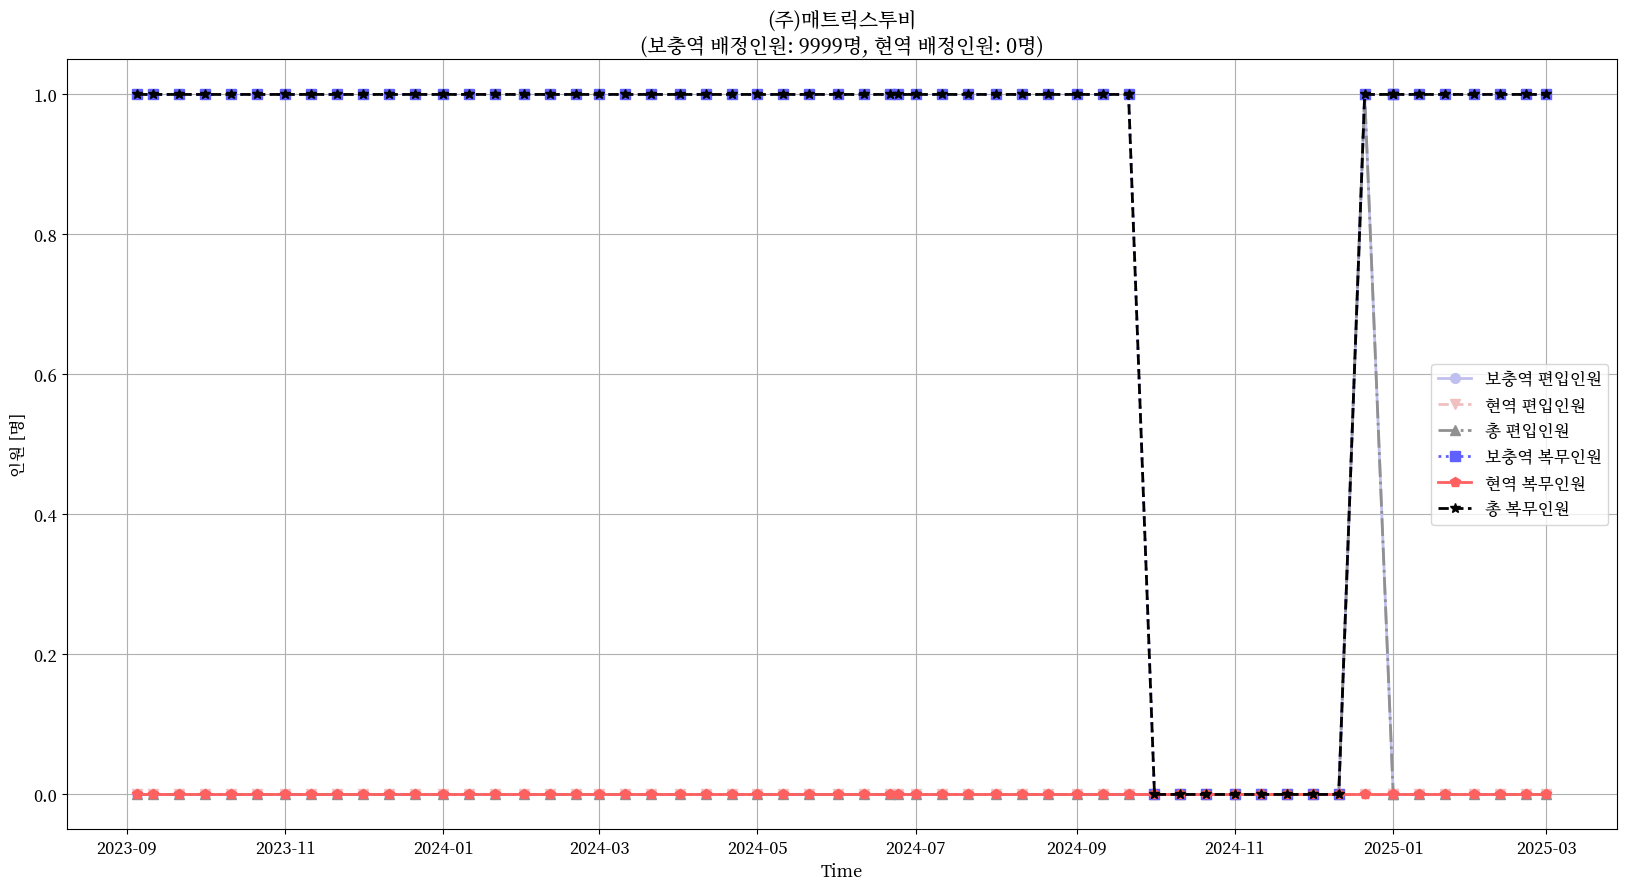 (주)매트릭스투비
(보충역 배정인원: 9999명, 현역 배정인원: 0명)
인원 [명]
1.0
0.8
0.6
0.4
0.2
0.0
보충역 편입인원
현역 편입인원
총 편입인원
보충역 복무인원
현역 복무인원
총 복무인원
2023-09 2023-11 2024-01 2024-03 2024-05 2024-07 2024-09 2024-11 2025-01 2025-03
Time